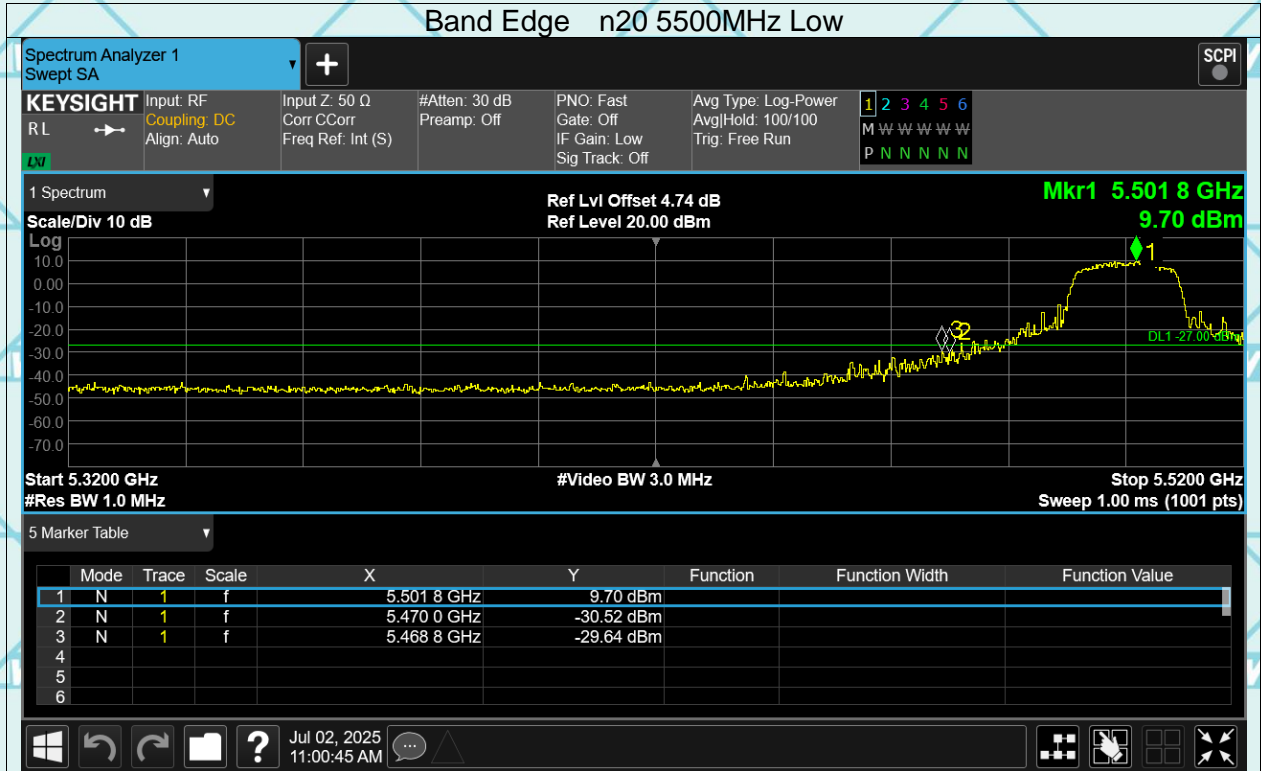 Band Edge n20 5500MHz Low
Spectrum Analyzer 1
Swept SA
SCPI
KEYSIGHT
RL
LXI
Input: RF
Coupling: DC
Align: Auto
Input Z: 50 Ω
Corr CCorr
Freq Ref: Int (S)
#Atten: 30 dB
Preamp: Off
PNO: Fast
Gate: Off
IF Gain: Low
Sig Track: Off
Avg Type: Log-Power
Avg|Hold: 100/100
Trig: Free Run
1 2 3 4 5 6
M W W W W W W
P N N N N N N
1 Spectrum
Scale/Div 10 dB
Ref Lvl Offset 4.74 dB
Ref Level 20.00 dBm
Mkr1 5.501 8 GHz
9.70 dBm
Log
10.0
0.00
-10.0
-20.0
-30.0
-40.0
-50.0
-60.0
-70.0
1
3 2
DL1 -27.00 dBm
Start 5.3200 GHz
#Video BW 3.0 MHz
Stop 5.5200 GHz
#Res BW 1.0 MHz
Sweep 1.00 ms (1001 pts)
5 Marker Table
Mode Trace Scale X Y Function Function Width Function Value
1 N 1 f 5.501 8 GHz 9.70 dBm
2 N 1 f 5.470 0 GHz -30.52 dBm
3 N 1 f 5.468 8 GHz -29.64 dBm
4
5
6
?
Jul 02, 2025
11:00:45 AM